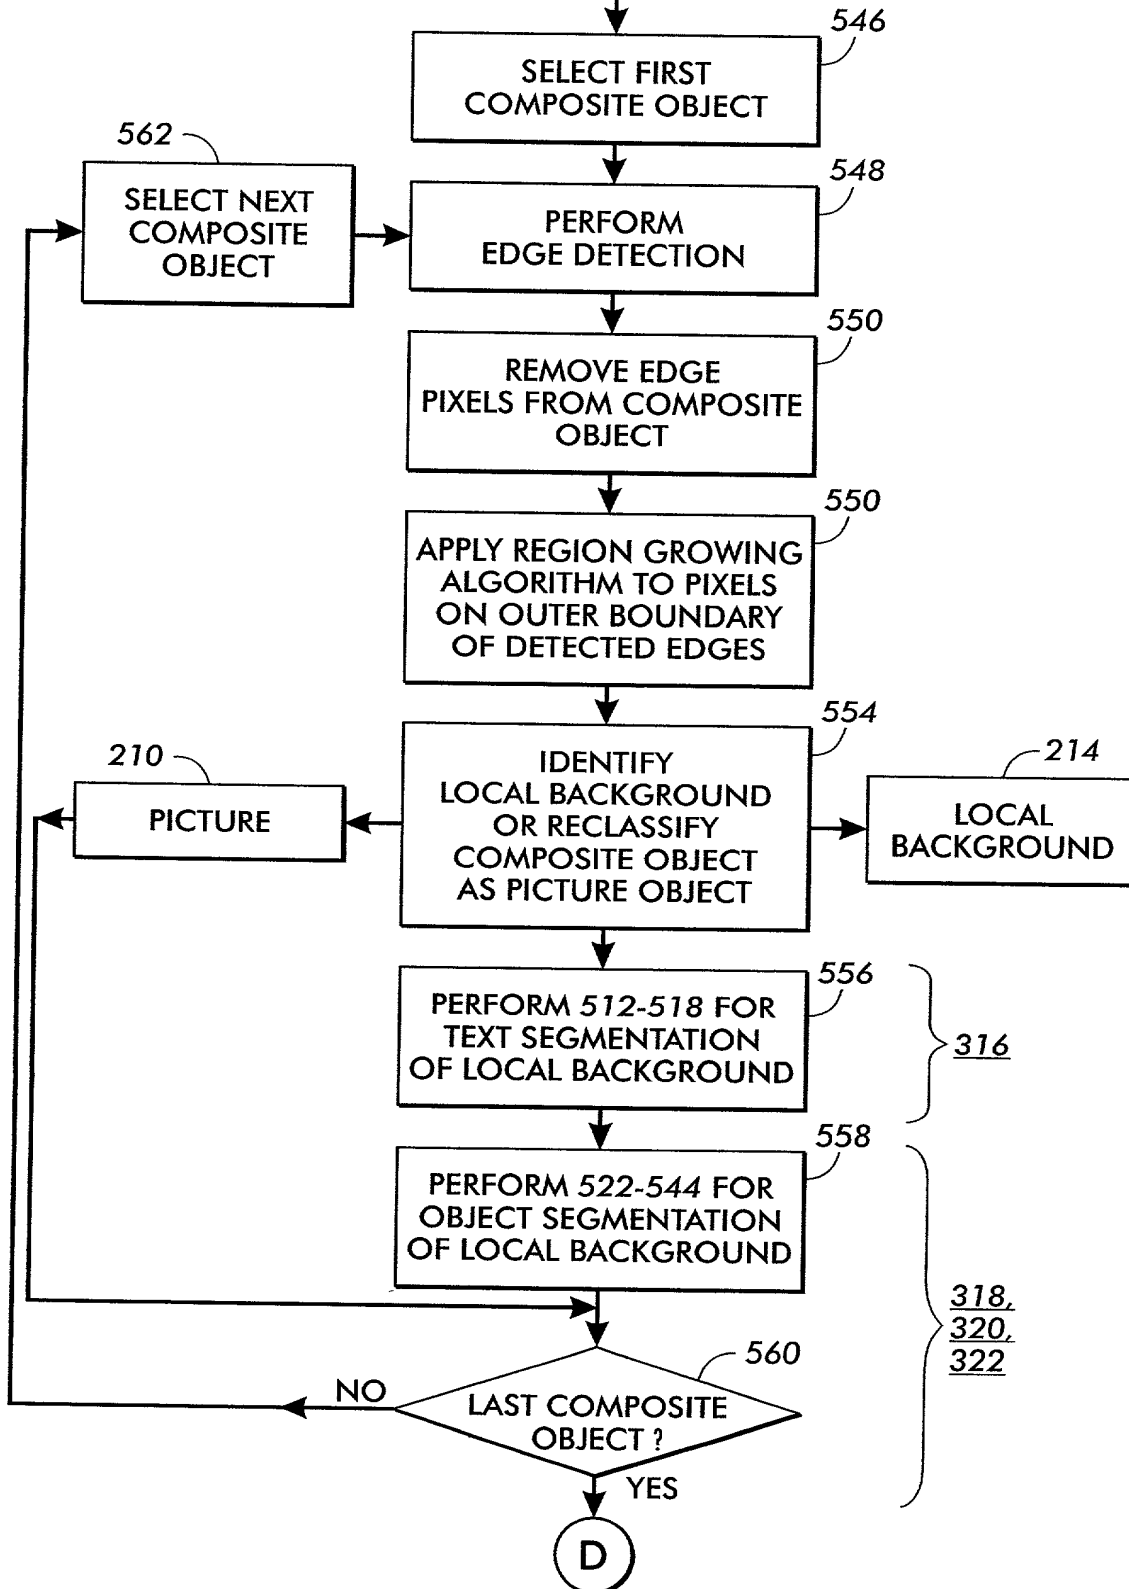 546
SELECT FIRST
COMPOSITE OBJECT
562
SELECT NEXT
COMPOSITE
OBJECT
548
PERFORM
EDGE DETECTION
550
REMOVE EDGE
PIXELS FROM COMPOSITE
OBJECT
550
APPLY REGION GROWING
ALGORITHM TO PIXELS
ON OUTER BOUNDARY
OF DETECTED EDGES
554
IDENTIFY
LOCAL BACKGROUND
OR RECLASSIFY
COMPOSITE OBJECT
AS PICTURE OBJECT
210
PICTURE
214
LOCAL
BACKGROUND
556
PERFORM 512-518 FOR
TEXT SEGMENTATION
OF LOCAL BACKGROUND
316
558
PERFORM 522-544 FOR
OBJECT SEGMENTATION
OF LOCAL BACKGROUND
318,
320,
322
560
LAST COMPOSITE
OBJECT ?
NO
YES
D